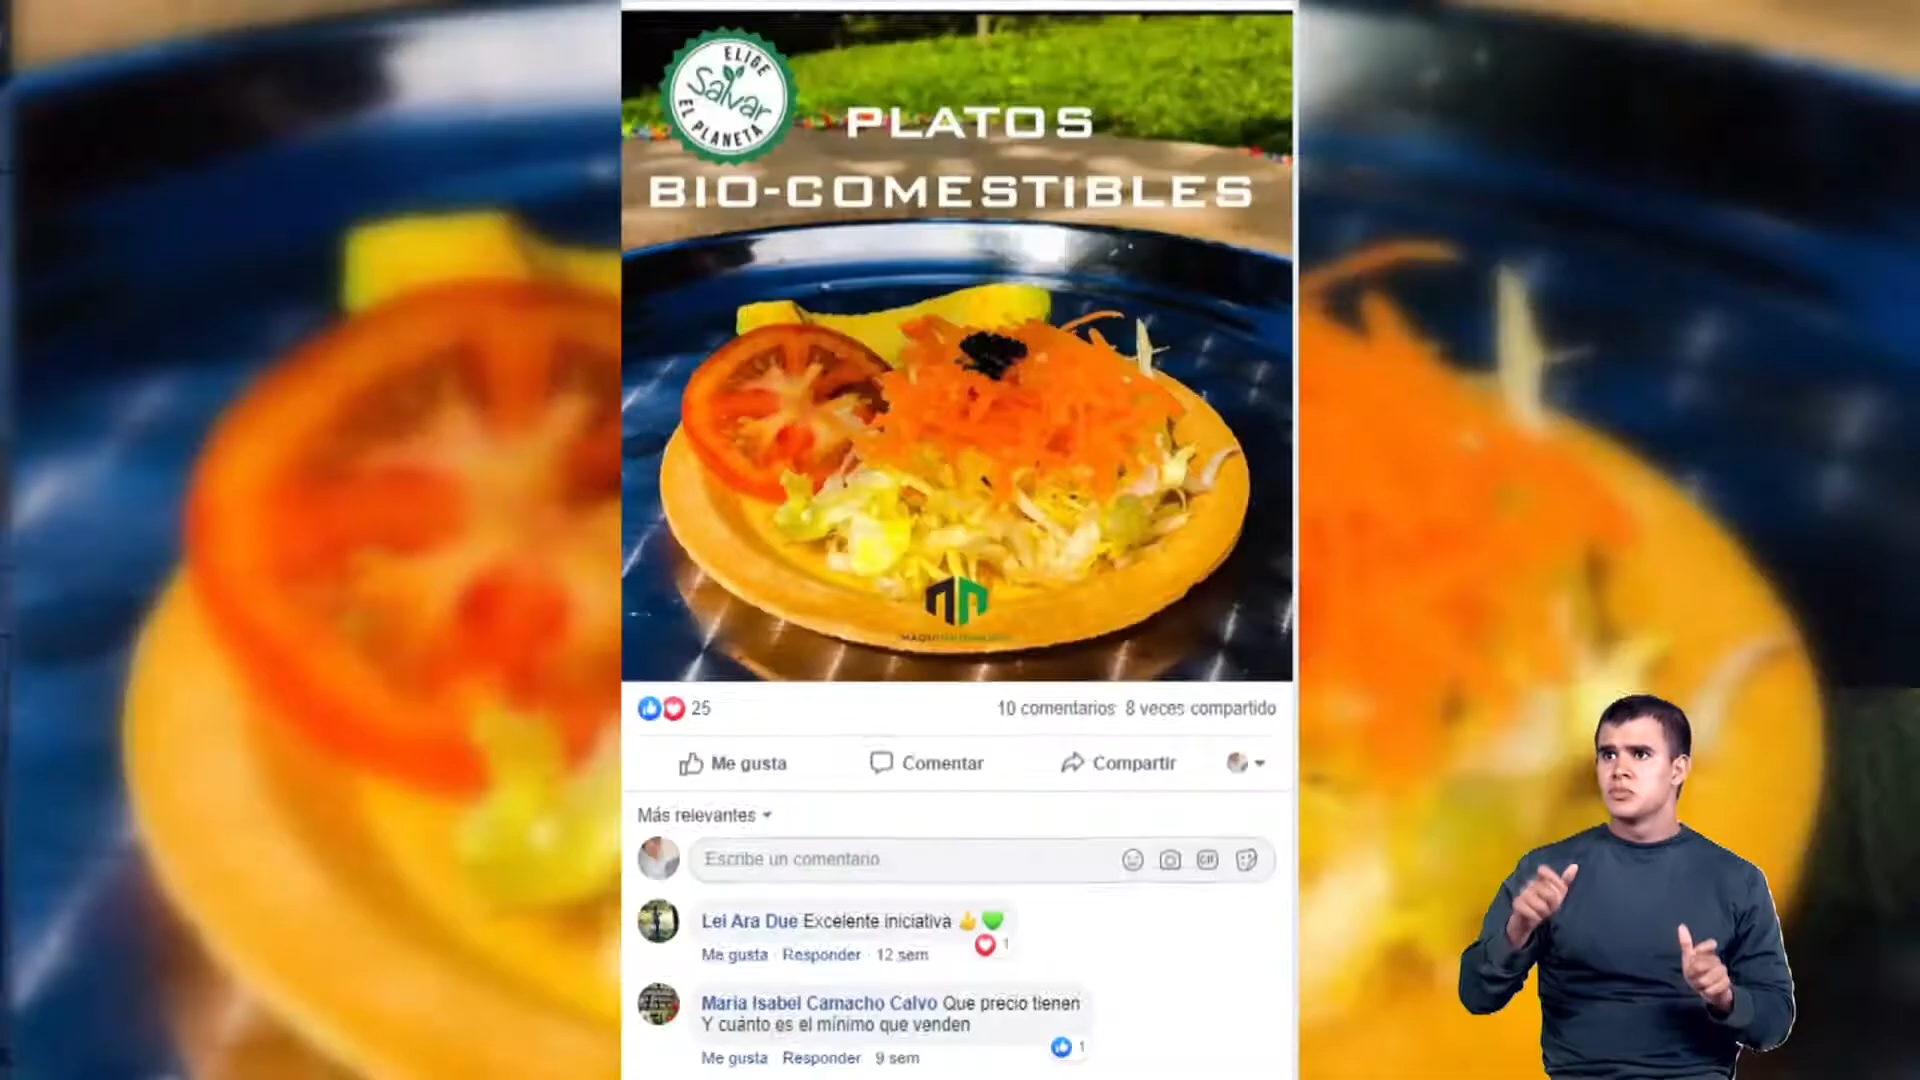 ELIGE
Salvar
EL PLANETA
PLATOS
BIO-COMESTIBLES
25
10 comentarios 8 veces compartido
Me gusta
Comentar
Compartir
Más relevantes
Escribe un comentario
GIF
Lei Ara Due Excelente iniciativa 👍💚
1
Me gusta · Responder · 12 sem
Maria Isabel Camacho Calvo Que precio tienen
Y cuánto es el mínimo que venden
1
Me gusta · Responder · 9 sem